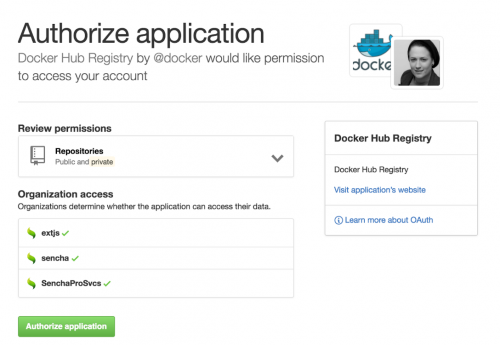 Authorize application
Docker Hub Registry by @docker would like permission
to access your account
docke
Review permissions
Repositories
Public and private
Organization access
Organizations determine whether the application can access their data.
extjs
sencha
SenchaProSvcs
Authorize application
Docker Hub Registry
Docker Hub Registry
Visit application's website
Learn more about OAuth